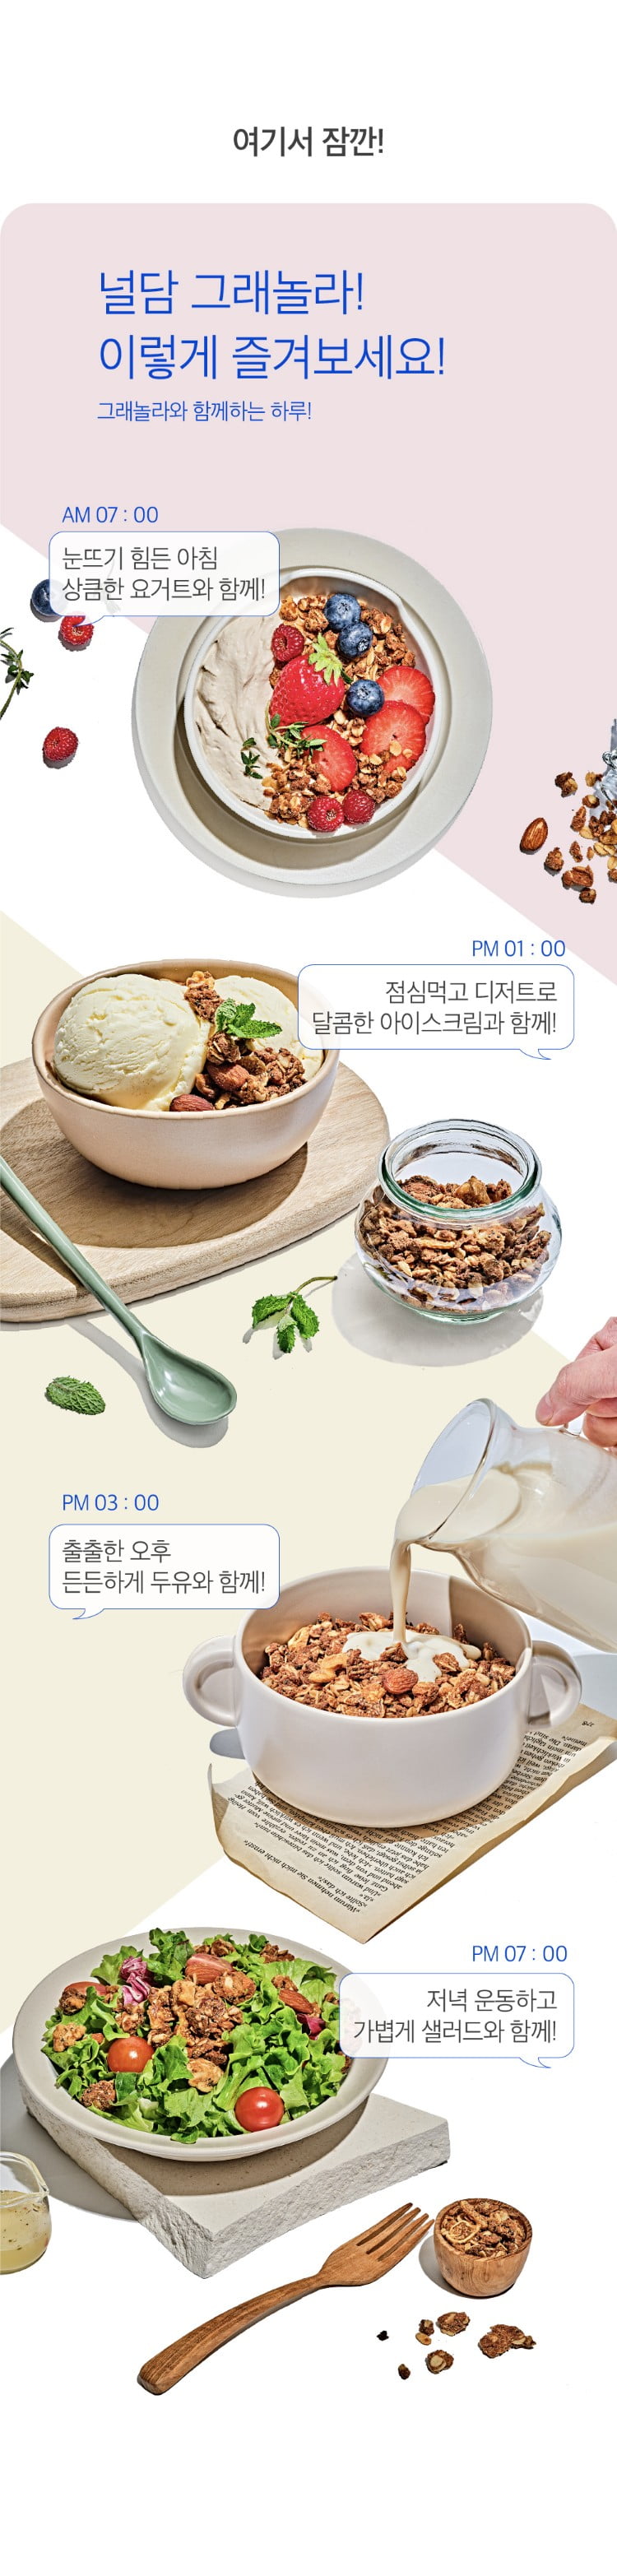 여기서 잠깐!
널담 그래놀라!
이렇게 즐겨보세요!
그래놀라와 함께하는 하루!
AM 07 : 00
눈뜨기 힘든 아침
상큼한 요거트와 함께!
PM 01 : 00
점심먹고 디저트로
달콤한 아이스크림과 함께!
PM 03 : 00
출출한 오후
든든하게 두유와 함께!
PM 07 : 00
저녁 운동하고
가볍게 샐러드와 함께!